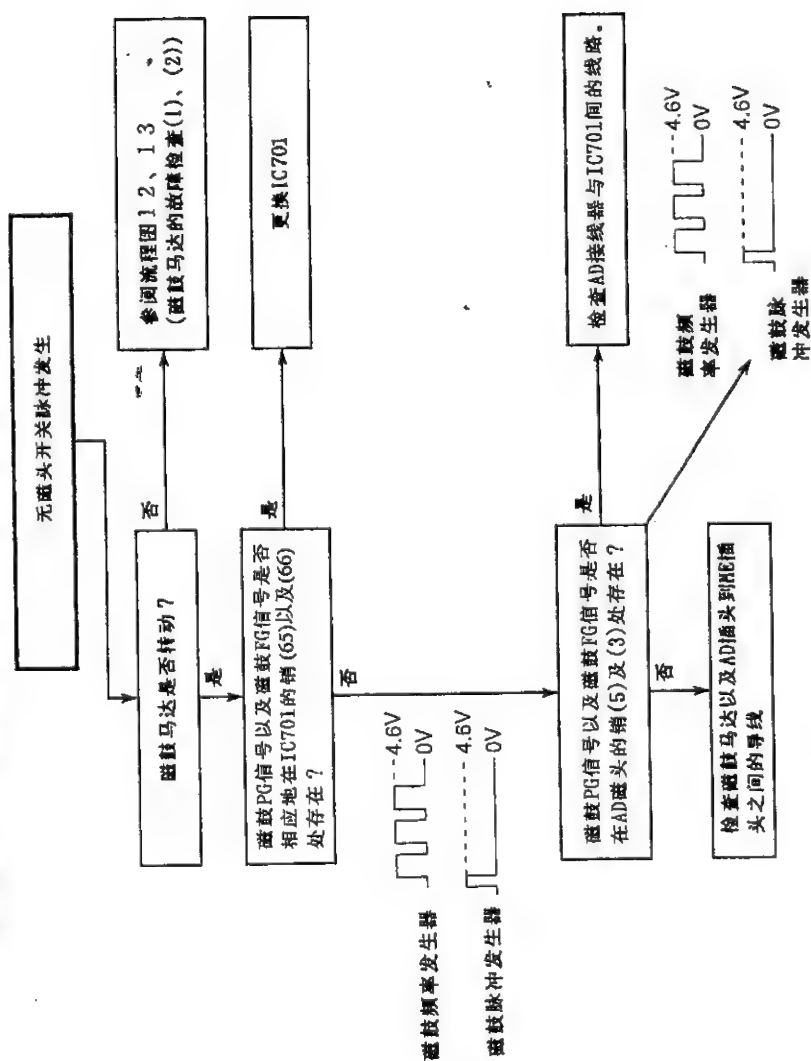 无磁头开关脉冲发生
磁鼓马达是否转动？
否
参阅流程图12、13
(磁鼓马达的故障检查(1)、(2))
是
磁鼓PG信号以及磁鼓FG信号是否
相应地在IC701的销(65)以及(66)
处存在？
是
更换IC701
否
磁鼓频率发生器
4.6V
0V
磁鼓脉冲发生器
4.6V
0V
磁鼓PG信号以及磁鼓FG信号是否
在AD磁头的销(5)及(3)处存在？
是
检查AD接线器与IC701间的线路。
磁鼓频
率发生器
4.6V
0V
磁鼓脉
冲发生器
4.6V
0V
否
检查磁鼓马达以及AD插头到ME插
头之间的导线